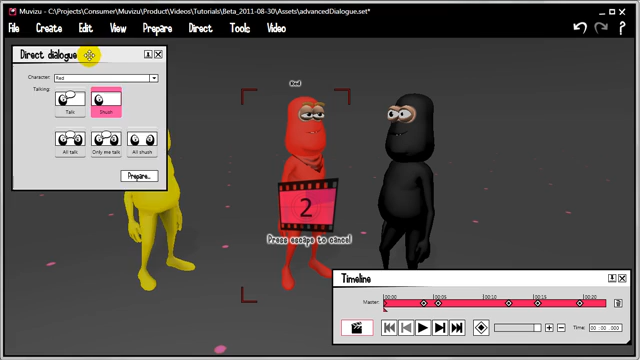 Muvizu - C:\Projects\Consumer\Muvizu\Product\Videos\Tutorials\Beta_2011-08-30\Assets\advancedDialogue.set*
File Create Edit View Prepare Direct Tools Video
Direct dialogue
Character: Red
Talking:
Talk Shush
All talk Only me talk All shush
Prepare...
Red
2
Press escape to cancel
Timeline
00:00 00:05 00:10 00:15 00:20
Master:
Time: 00 : 00 . 000